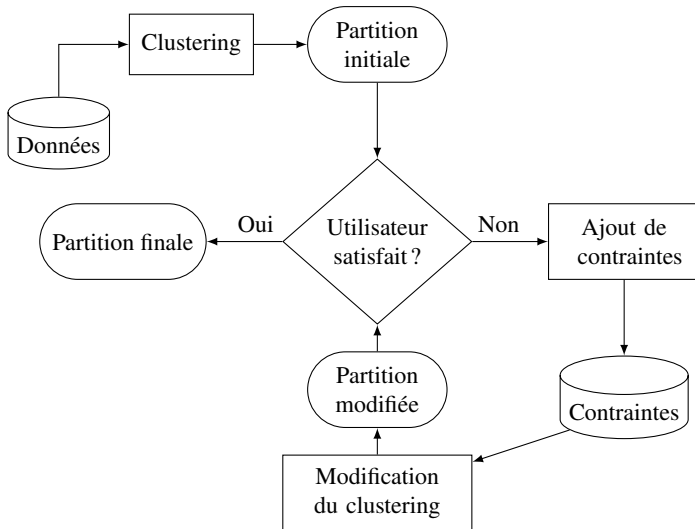 Clustering
Partition
initiale
Données
Oui
Non
Partition finale
Utilisateur
satisfait ?
Ajout de
contraintes
Partition
modifiée
Contraintes
Modification
du clustering